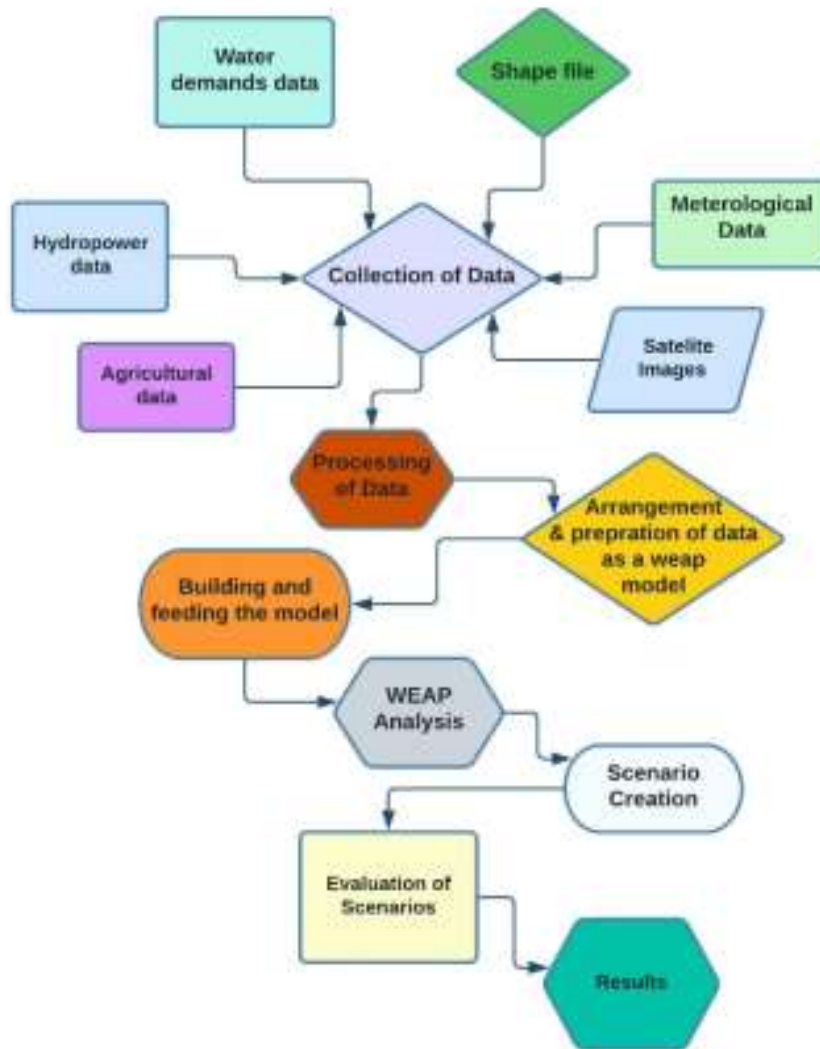 Water
demands data
Shape file
Meterological
Data
Hydropower
data
Collection of Data
Satelite
Images
Agricultural
data
Processing
of Data
Arrangement
& prepration of data
as a weap
model
Building and
feeding the model
WEAP
Analysis
Scenario
Creation
Evaluation of
Scenarios
Results